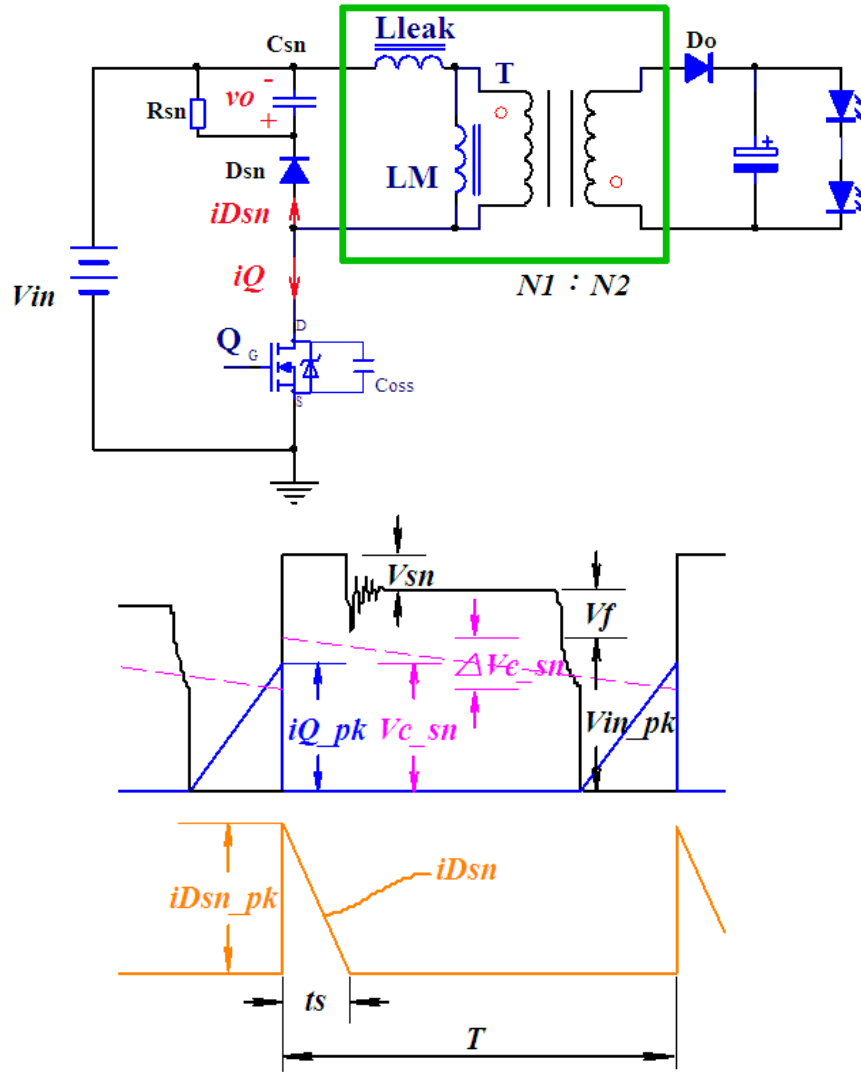 Lleak
Csn
Do
T
Rsn
vo
-
+
LM
Dsn
iDsn
iQ
N1：N2
Vin
Q
D
G
S
Coss
+
Vsn
Vf
△Vc_sn
iQ_pk
Vc_sn
Vin_pk
iDsn
iDsn_pk
ts
T